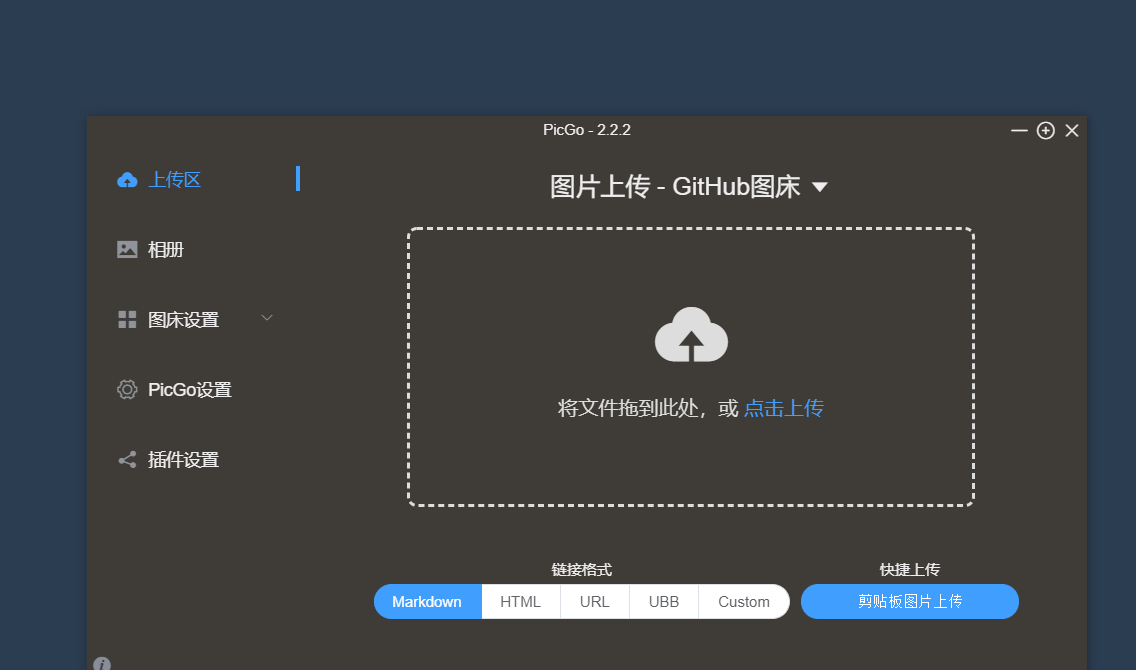 PicGo - 2.2.2
上传区
相册
图床设置
PicGo设置
插件设置
图片上传 - GitHub图床
将文件拖到此处，或 点击上传
链接格式
Markdown HTML URL UBB Custom
快捷上传
剪贴板图片上传